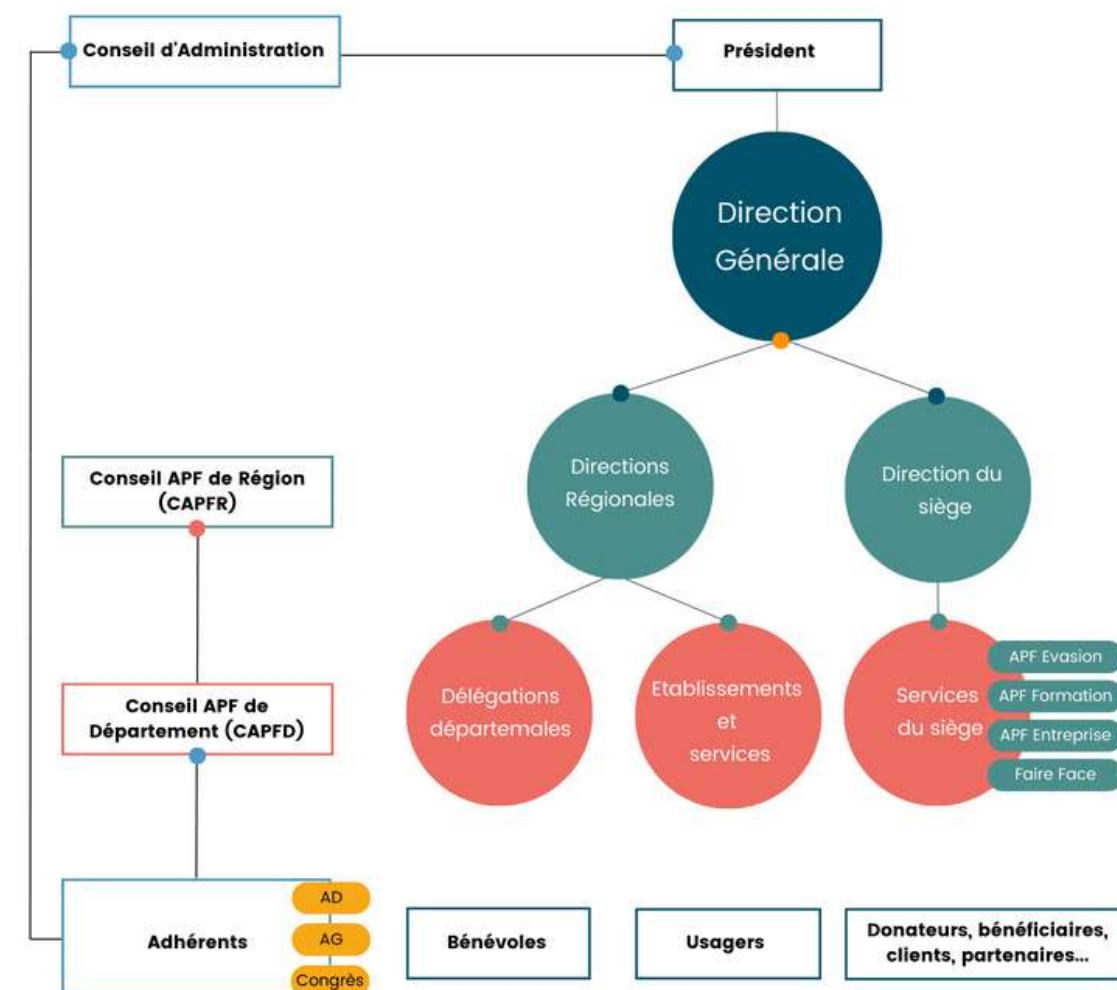 Conseil d'Administration
Président
Direction
Générale
Directions
Régionales
Direction du
siège
Conseil APF de Région
(CAPFR)
Délégations
départemales
Etablissements
et
services
Services
du siège
APF Evasion
APF Formation
APF Entreprise
Faire Face
Conseil APF de
Département (CAPFD)
Adhérents
AD
AG
Congrès
Bénévoles
Usagers
Donateurs, bénéficiaires,
clients, partenaires...